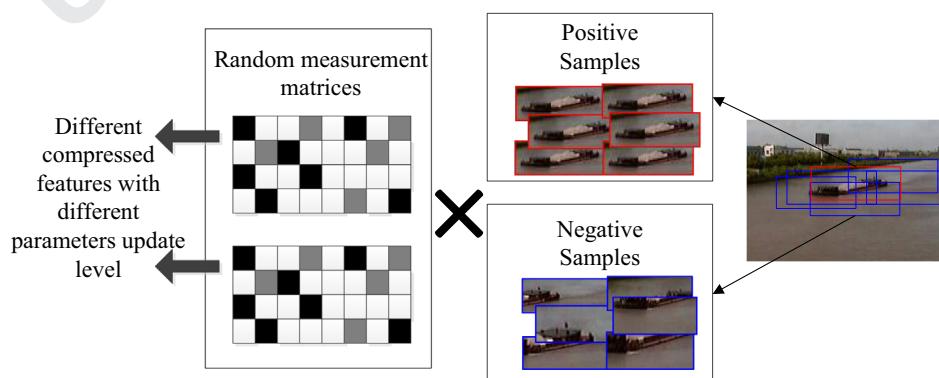 Different
compressed
features with
different
parameters update
level
Random measurement
matrices
Positive
Samples
Negative
Samples